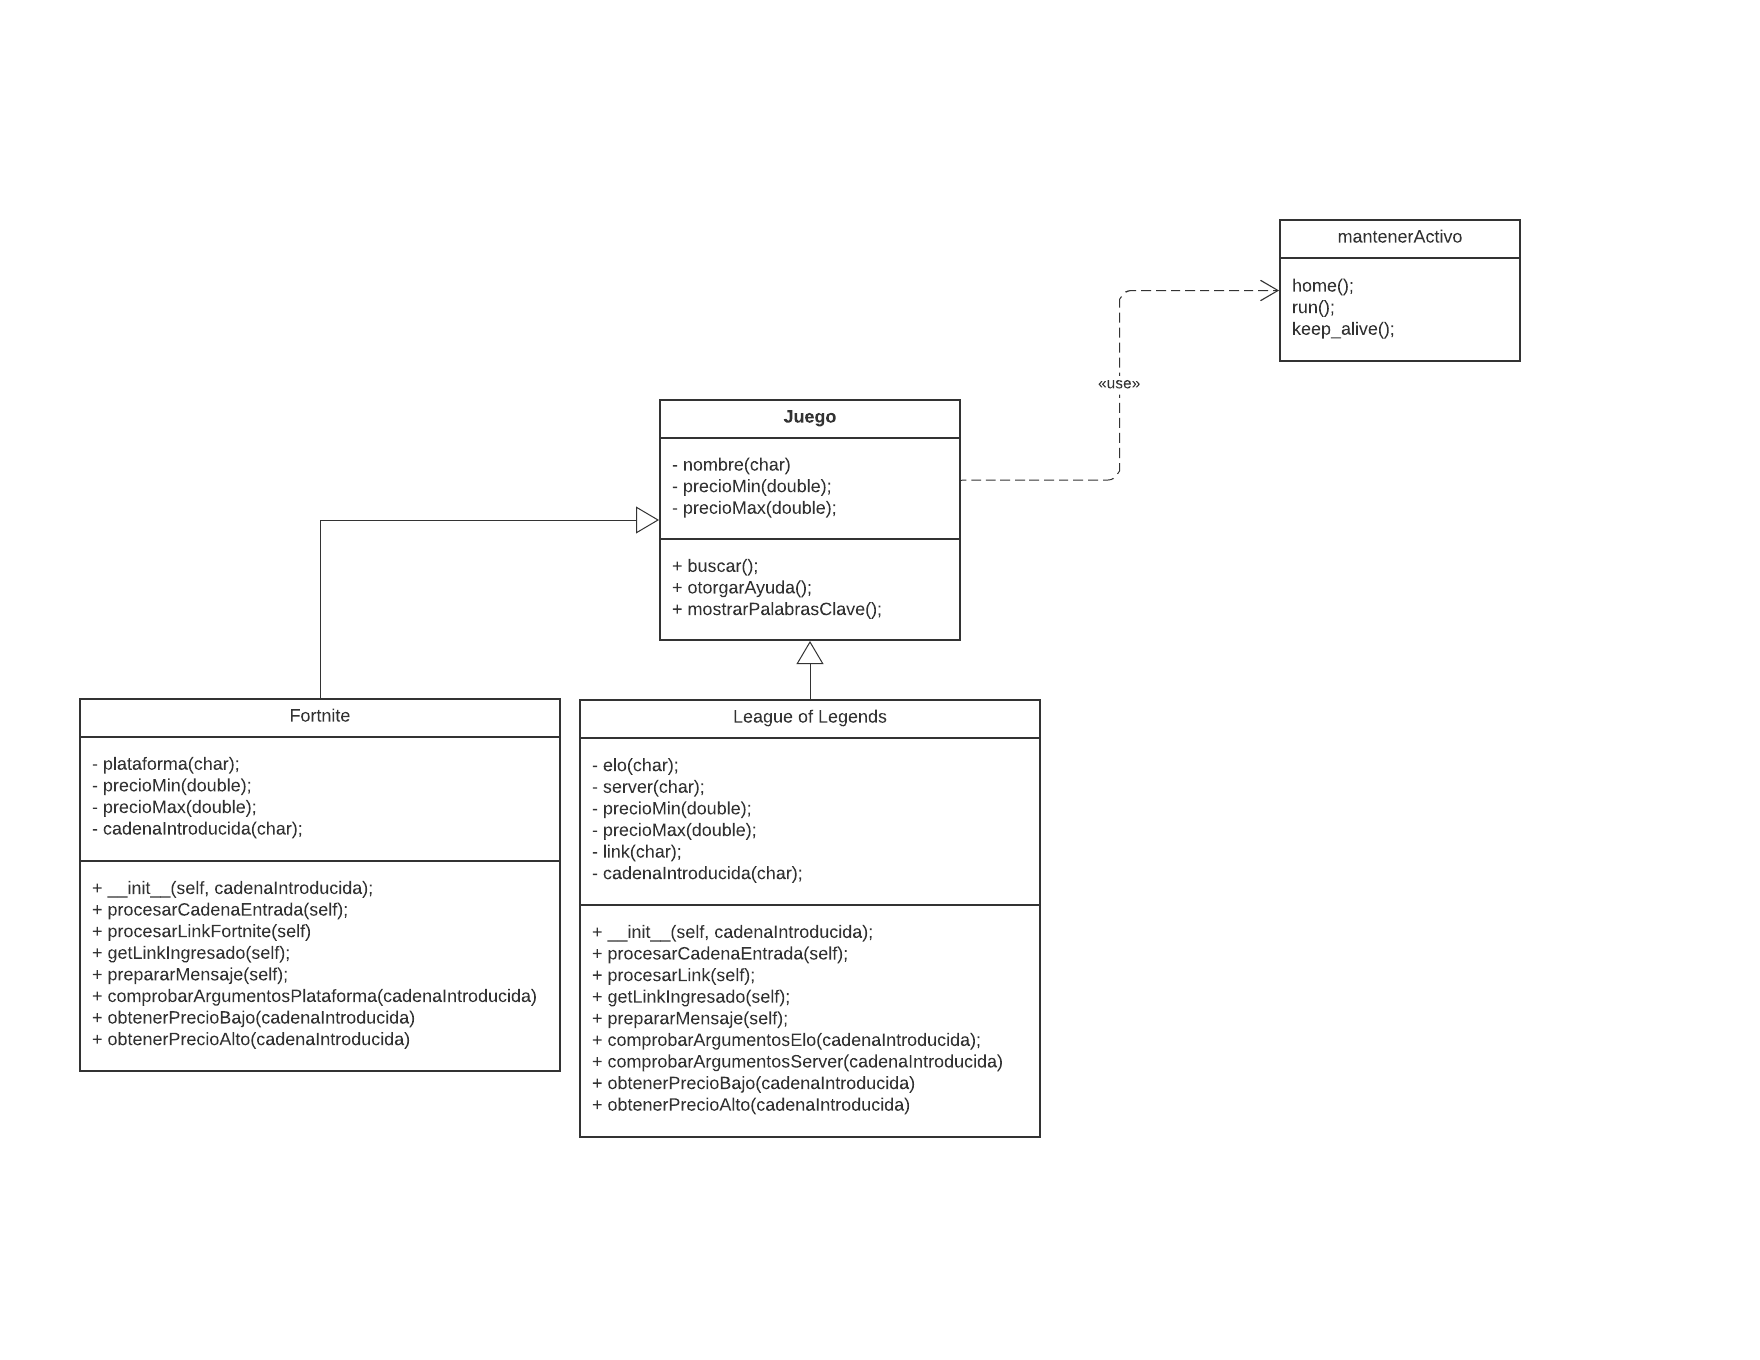 mantenerActivo
home();
run();
keep_alive();
«use»
Juego
- nombre(char)
- precioMin(double);
- precioMax(double);
+ buscar();
+ otorgarAyuda();
+ mostrarPalabrasClave();
Fortnite
- plataforma(char);
- precioMin(double);
- precioMax(double);
- cadenaIntroducida(char);
+ __init__(self, cadenaIntroducida);
+ procesarCadenaEntrada(self);
+ procesarLinkFortnite(self)
+ getLinkIngresado(self);
+ prepararMensaje(self);
+ comprobarArgumentosPlataforma(cadenaIntroducida)
+ obtenerPrecioBajo(cadenaIntroducida)
+ obtenerPrecioAlto(cadenaIntroducida)
League of Legends
- elo(char);
- server(char);
- precioMin(double);
- precioMax(double);
- link(char);
- cadenaIntroducida(char);
+ __init__(self, cadenaIntroducida);
+ procesarCadenaEntrada(self);
+ procesarLink(self);
+ getLinkIngresado(self);
+ prepararMensaje(self);
+ comprobarArgumentosElo(cadenaIntroducida);
+ comprobarArgumentosServer(cadenaIntroducida)
+ obtenerPrecioBajo(cadenaIntroducida)
+ obtenerPrecioAlto(cadenaIntroducida)